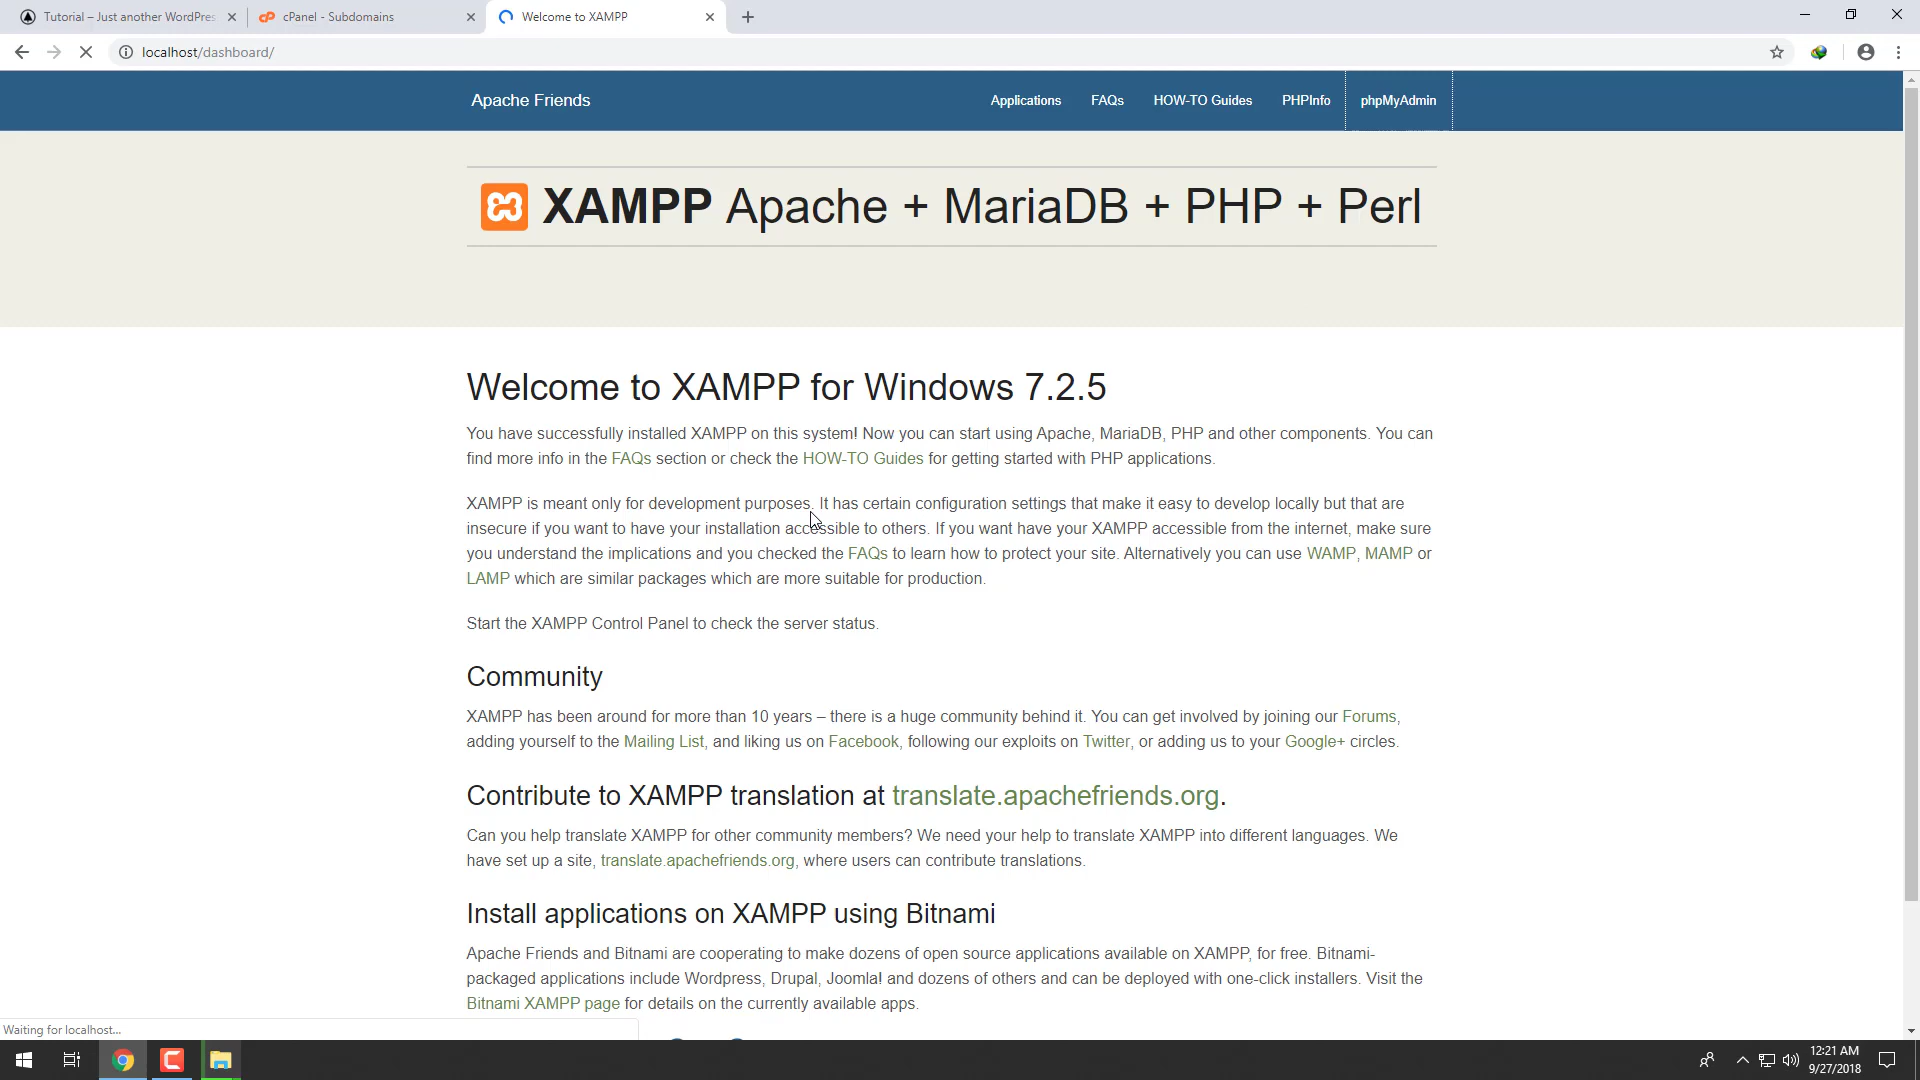 Tutorial – Just another WordPres
cPanel - Subdomains
Welcome to XAMPP
localhost/dashboard/
Apache Friends
Applications
FAQs
HOW-TO Guides
PHPInfo
phpMyAdmin
XAMPP Apache + MariaDB + PHP + Perl
Welcome to XAMPP for Windows 7.2.5
You have successfully installed XAMPP on this system! Now you can start using Apache, MariaDB, PHP and other components. You can
find more info in the FAQs section or check the HOW-TO Guides for getting started with PHP applications.
XAMPP is meant only for development purposes. It has certain configuration settings that make it easy to develop locally but that are
insecure if you want to have your installation accessible to others. If you want have your XAMPP accessible from the internet, make sure
you understand the implications and you checked the FAQs to learn how to protect your site. Alternatively you can use WAMP, MAMP or
LAMP which are similar packages which are more suitable for production.
Start the XAMPP Control Panel to check the server status.
Community
XAMPP has been around for more than 10 years – there is a huge community behind it. You can get involved by joining our Forums,
adding yourself to the Mailing List, and liking us on Facebook, following our exploits on Twitter, or adding us to your Google+ circles.
Contribute to XAMPP translation at translate.apachefriends.org.
Can you help translate XAMPP for other community members? We need your help to translate XAMPP into different languages. We
have set up a site, translate.apachefriends.org, where users can contribute translations.
Install applications on XAMPP using Bitnami
Apache Friends and Bitnami are cooperating to make dozens of open source applications available on XAMPP, for free. Bitnami-
packaged applications include Wordpress, Drupal, Joomla! and dozens of others and can be deployed with one-click installers. Visit the
Bitnami XAMPP page for details on the currently available apps.
Waiting for localhost...
12:21 AM
9/27/2018